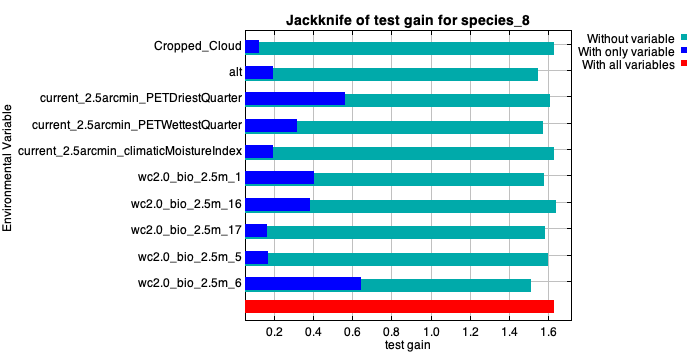 Jackknife of test gain for species_8
Without variable
With only variable
With all variables
Environmental Variable
Cropped_Cloud
alt
current_2.5arcmin_PETDriestQuarter
current_2.5arcmin_PETWettestQuarter
current_2.5arcmin_climaticMoistureIndex
wc2.0_bio_2.5m_1
wc2.0_bio_2.5m_16
wc2.0_bio_2.5m_17
wc2.0_bio_2.5m_5
wc2.0_bio_2.5m_6
0.2 0.4 0.6 0.8 1.0 1.2 1.4 1.6
test gain